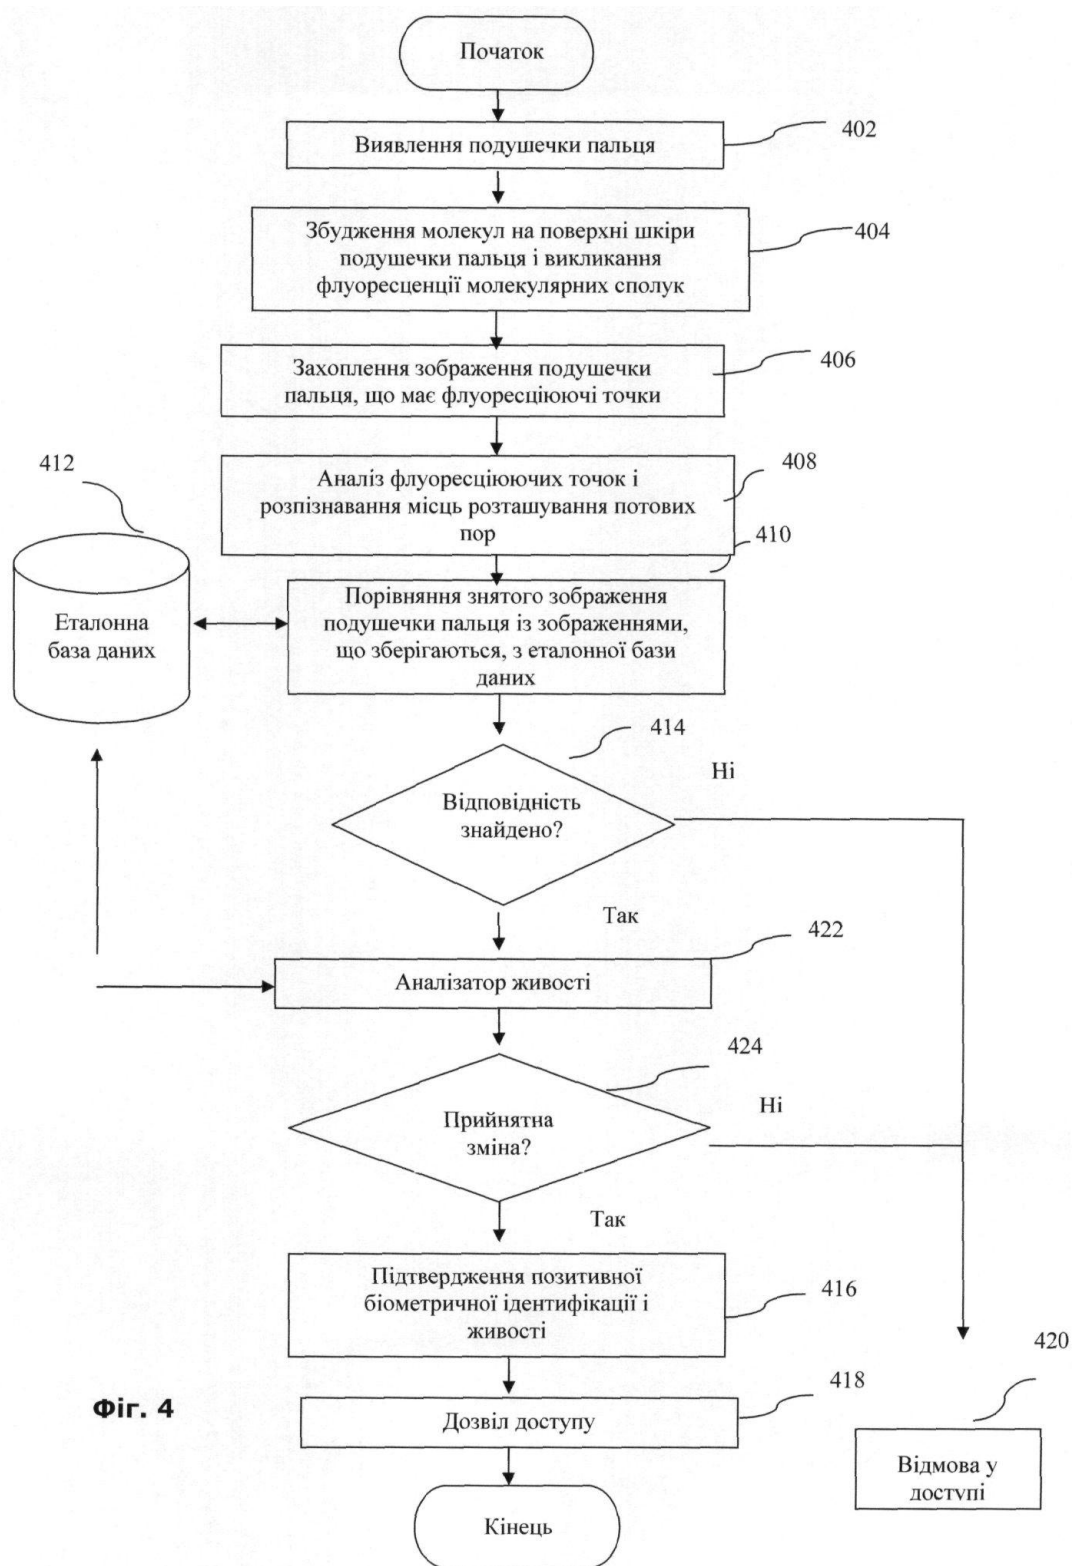 Початок
402
Виявлення подушечки пальця
Збудження молекул на поверхні шкіри
подушечки пальця і викликання
флуоресценції молекулярних сполук
404
406
Захоплення зображення подушечки
пальця, що має флуоресціюючі точки
412
408
Аналіз флуоресціюючих точок і
розпізнавання місць розташування потових
пор
410
Порівняння знятого зображення
подушечки пальця із зображеннями,
що зберігаються, з еталонної бази
даних
Еталонна
база даних
414
Ні
Відповідність
знайдено?
Так
422
Аналізатор живості
424
Ні
Прийнятна
зміна?
Так
Підтвердження позитивної
біометричної ідентифікації і
живості
416
420
418
Фіг. 4
Дозвіл доступу
Відмова у
доступі
Кінець